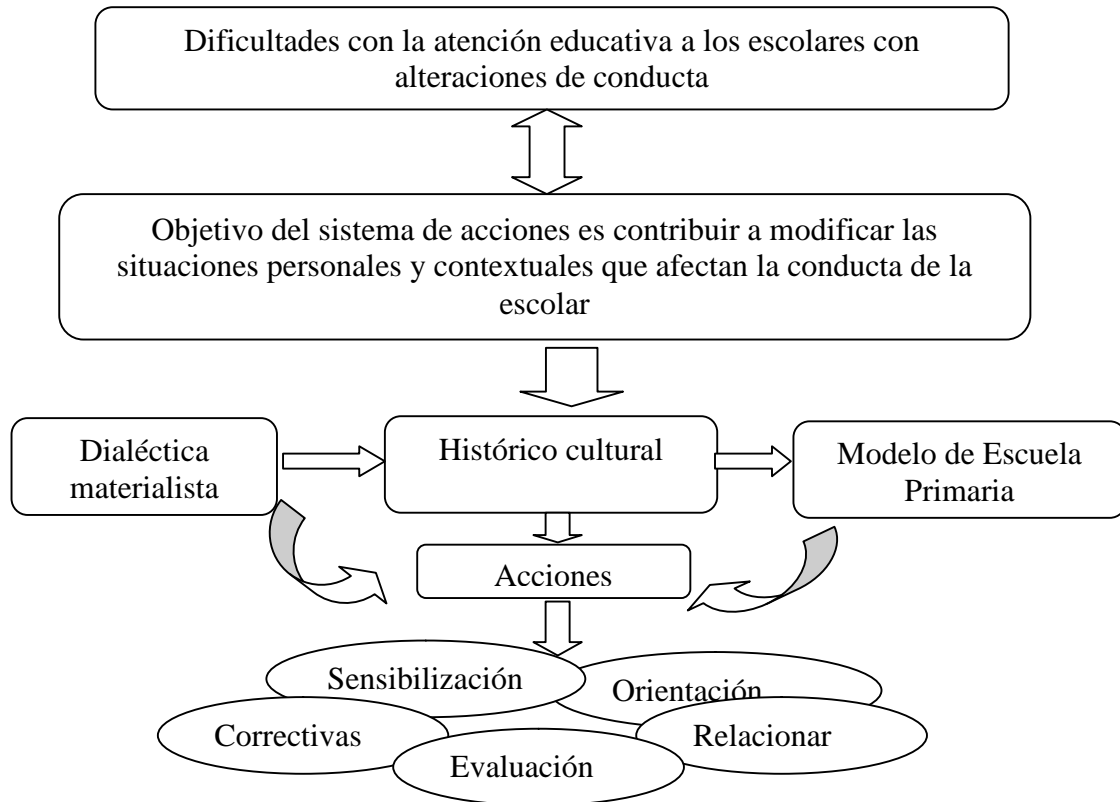 Dificultades con la atención educativa a los escolares con
alteraciones de conducta
Objetivo del sistema de acciones es contribuir a modificar las
situaciones personales y contextuales que afectan la conducta de la
escolar
Dialéctica
materialista
Histórico cultural
Modelo de Escuela
Primaria
Acciones
Sensibilización
Orientación
Correctivas
Relacionar
Evaluación